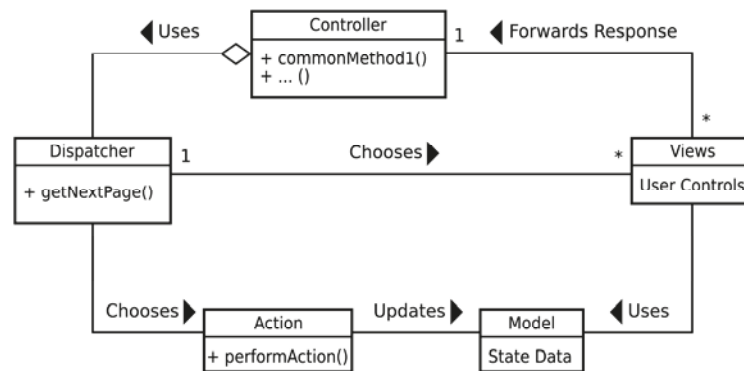 Controller
Uses
1
Forwards Response
+ commonMethod1()
+ ... ()
*
Dispatcher
1
Chooses
*
Views
+ getNextPage()
User Controls
Chooses
Action
Updates
Model
Uses
+ performAction()
State Data